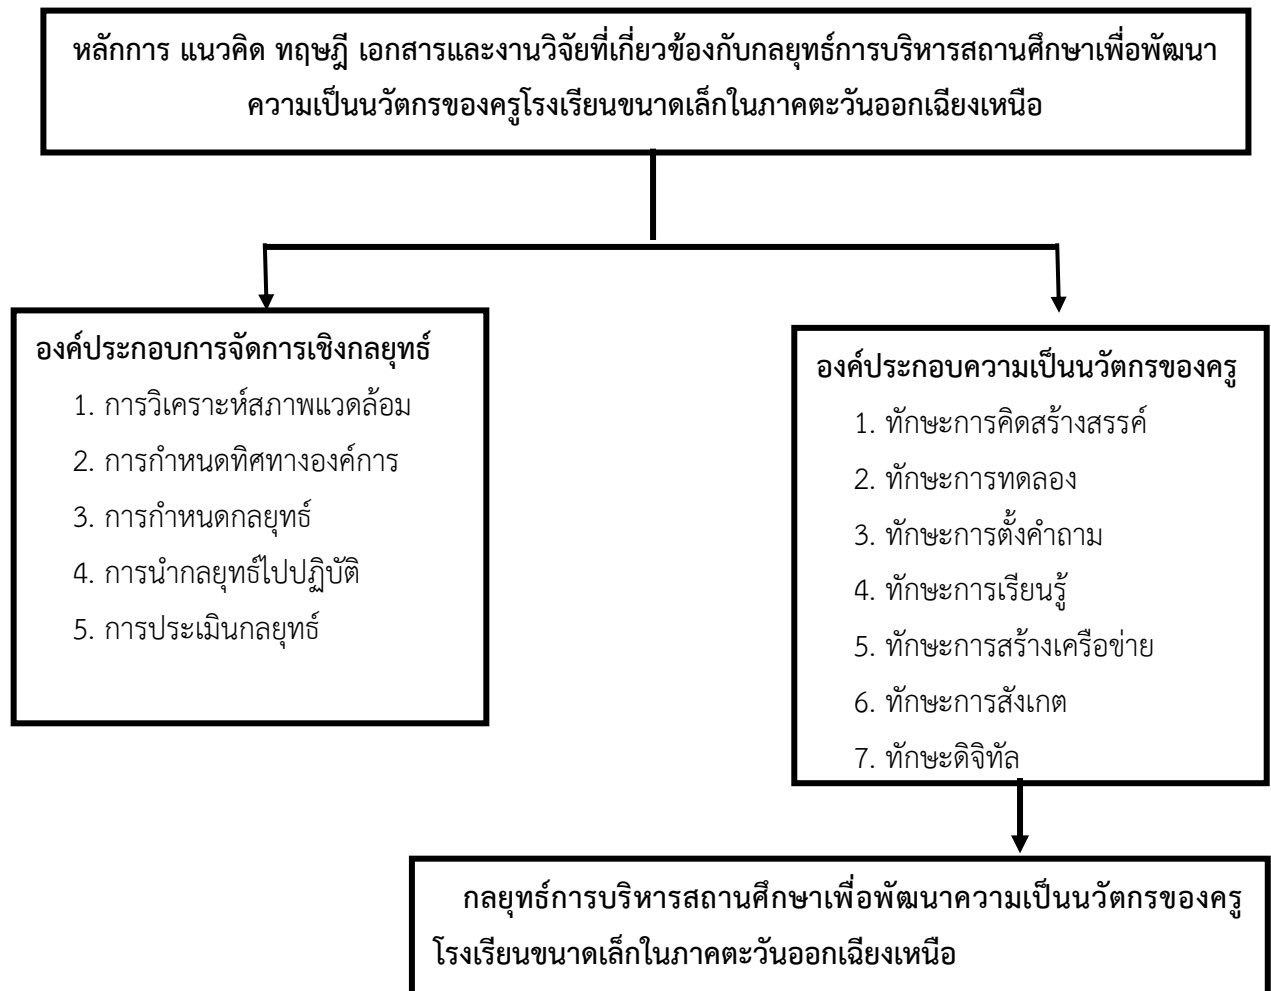 หลักการ แนวคิด ทฤษฎี เอกสารและงานวิจัยที่เกี่ยวข้องกับกลยุทธ์การบริหารสถานศึกษาเพื่อพัฒนา
ความเป็นนวัตกรของครูโรงเรียนขนาดเล็กในภาคตะวันออกเฉียงเหนือ
องค์ประกอบการจัดการเชิงกลยุทธ์
1. การวิเคราะห์สภาพแวดล้อม
2. การกำหนดทิศทางองค์การ
3. การกำหนดกลยุทธ์
4. การนำกลยุทธ์ไปปฏิบัติ
5. การประเมินกลยุทธ์
องค์ประกอบความเป็นนวัตกรของครู
1. ทักษะการคิดสร้างสรรค์
2. ทักษะการทดลอง
3. ทักษะการตั้งคำถาม
4. ทักษะการเรียนรู้
5. ทักษะการสร้างเครือข่าย
6. ทักษะการสังเกต
7. ทักษะดิจิทัล
กลยุทธ์การบริหารสถานศึกษาเพื่อพัฒนาความเป็นนวัตกรของครู
โรงเรียนขนาดเล็กในภาคตะวันออกเฉียงเหนือ